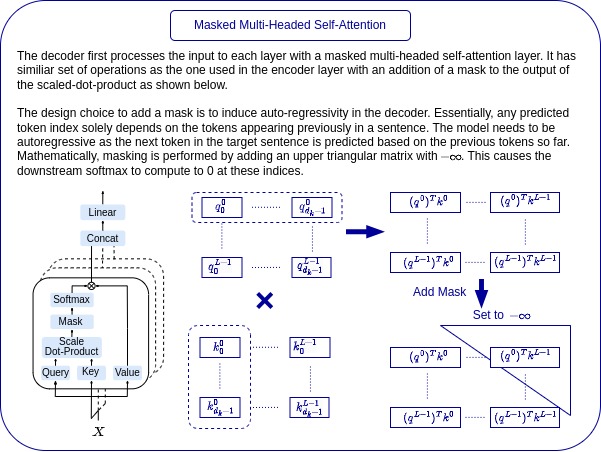 Masked Multi-Headed Self-Attention
The decoder first processes the input to each layer with a masked multi-headed self-attention layer. It has
similiar set of operations as the one used in the encoder layer with an addition of a mask to the output of
the scaled-dot-product as shown below.
The design choice to add a mask is to induce auto-regressivity in the decoder. Essentially, any predicted
token index solely depends on the tokens appearing previously in a sentence. The model needs to be
autoregressive as the next token in the target sentence is predicted based on the previous tokens so far.
Mathematically, masking is performed by adding an upper triangular matrix with −∞. This causes the
downstream softmax to compute to 0 at these indices.
Linear
Concat
Softmax
Mask
Scale
Dot-Product
Query Key Value
X
q_0^0 .......... q_{d_k−1}^0
q_0^{L−1} .......... q_{d_k−1}^{L−1}
×
k_0^0 .......... k_0^{L−1}
k_{d_k−1}^0 .......... k_{d_k−1}^{L−1}
(q^0)^T k^0 ....... (q^0)^T k^{L−1}
(q^{L−1})^T k^0 ....... (q^{L−1})^T k^{L−1}
Add Mask
Set to −∞
(q^0)^T k^0 ....... (q^0)^T k^{L−1}
(q^{L−1})^T k^0 ....... (q^{L−1})^T k^{L−1}